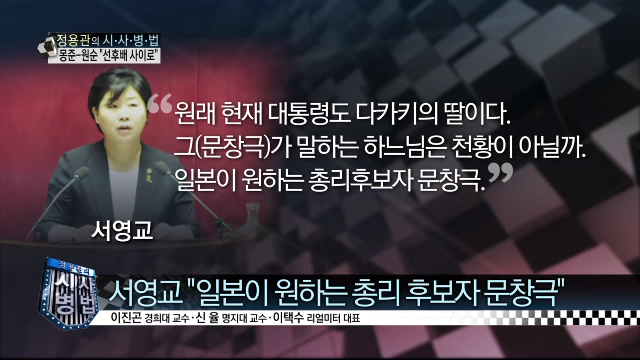 정용관의 시·사·병·법
몽준-원순 "선후배 사이로"
“원래 현재 대통령도 다카키의 딸이다.
그(문창극)가 말하는 하느님은 천황이 아닐까.
일본이 원하는 총리후보자 문창극.”
서영교
정용관의
시사
병법
서영교 "일본이 원하는 총리 후보자 문창극"
이진곤 경희대 교수·신 율 명지대 교수·이택수 리얼미터 대표